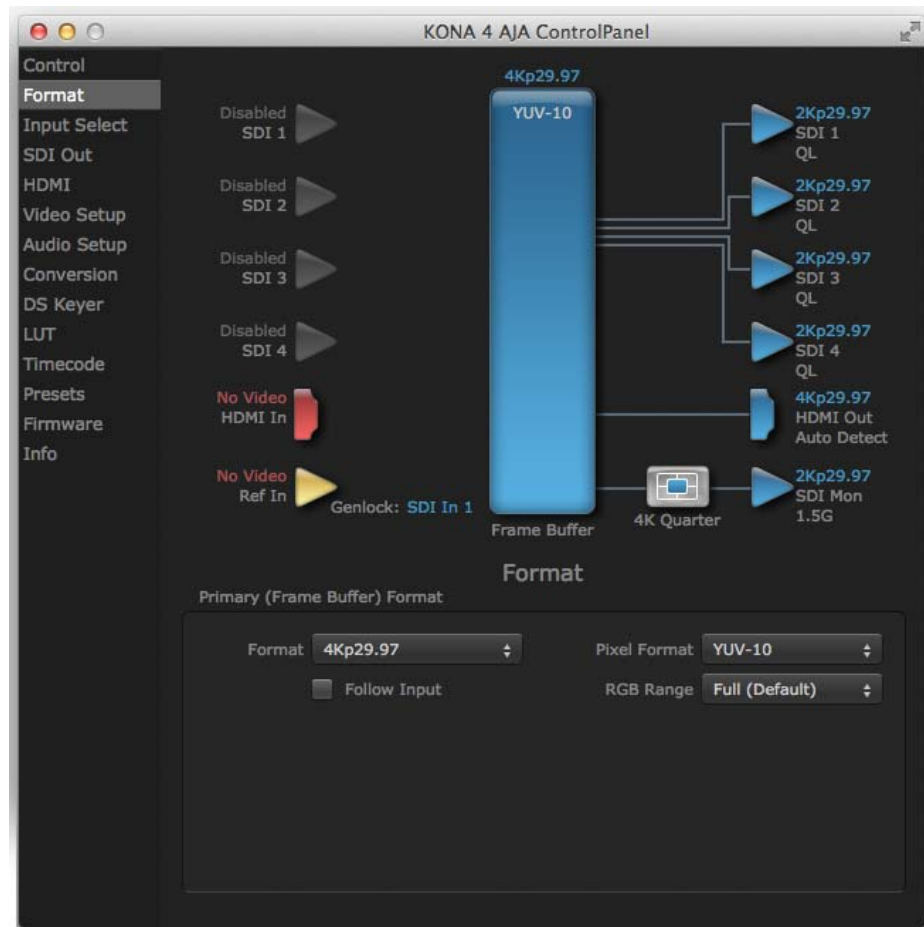 KONA 4 AJA ControlPanel
Control
Format
Input Select
SDI Out
HDMI
Video Setup
Audio Setup
Conversion
DS Keyer
LUT
Timecode
Presets
Firmware
Info
Disabled
SDI 1
Disabled
SDI 2
Disabled
SDI 3
Disabled
SDI 4
No Video
HDMI In
No Video
Ref In
Genlock: SDI In 1
4Kp29.97
YUV-10
Frame Buffer
4K Quarter
2Kp29.97
SDI 1
QL
2Kp29.97
SDI 2
QL
2Kp29.97
SDI 3
QL
2Kp29.97
SDI 4
QL
4Kp29.97
HDMI Out
Auto Detect
2Kp29.97
SDI Mon
1.5G
Format
Primary (Frame Buffer) Format
Format 4Kp29.97
Pixel Format YUV-10
Follow Input
RGB Range Full (Default)